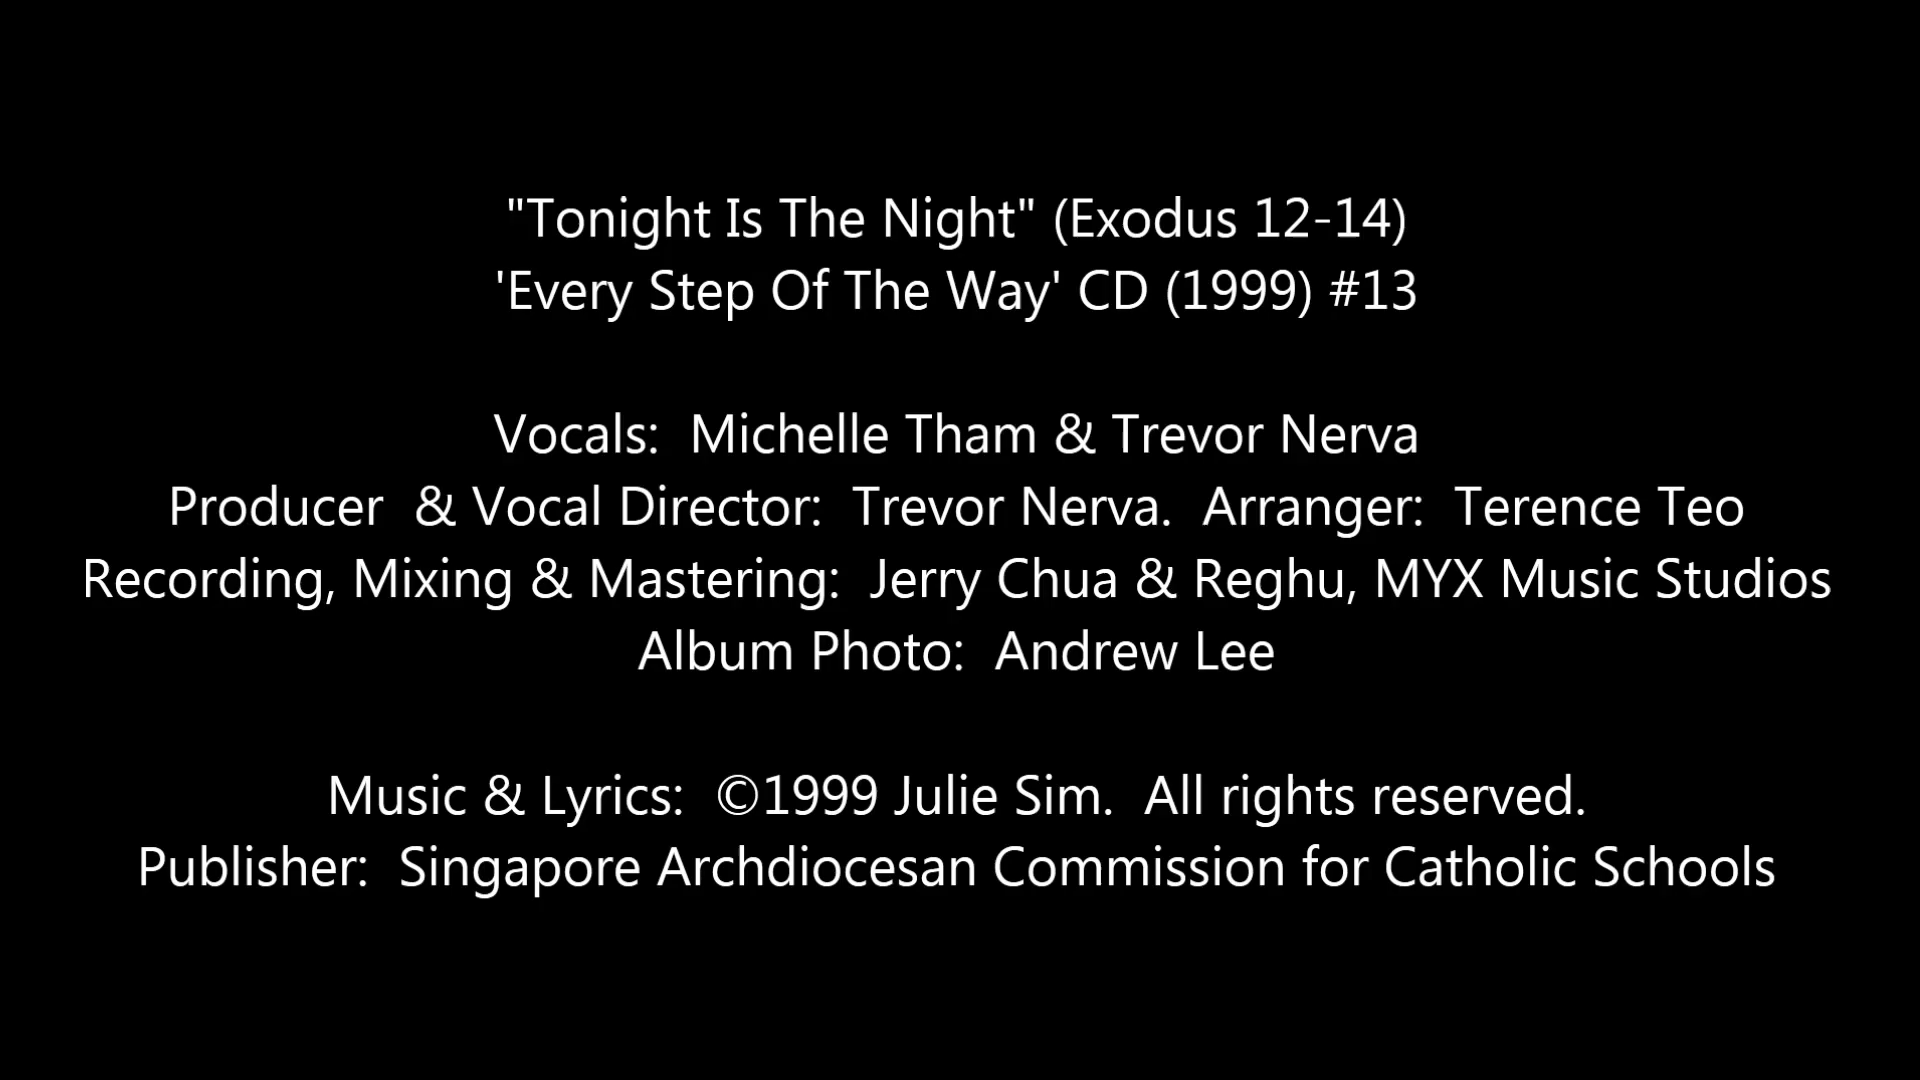 "Tonight Is The Night" (Exodus 12-14)
'Every Step Of The Way' CD (1999) #13
Vocals:  Michelle Tham & Trevor Nerva
Producer  & Vocal Director:  Trevor Nerva.  Arranger:  Terence Teo
Recording, Mixing & Mastering:  Jerry Chua & Reghu, MYX Music Studios
Album Photo:  Andrew Lee
Music & Lyrics:  ©1999 Julie Sim.  All rights reserved.
Publisher:  Singapore Archdiocesan Commission for Catholic Schools